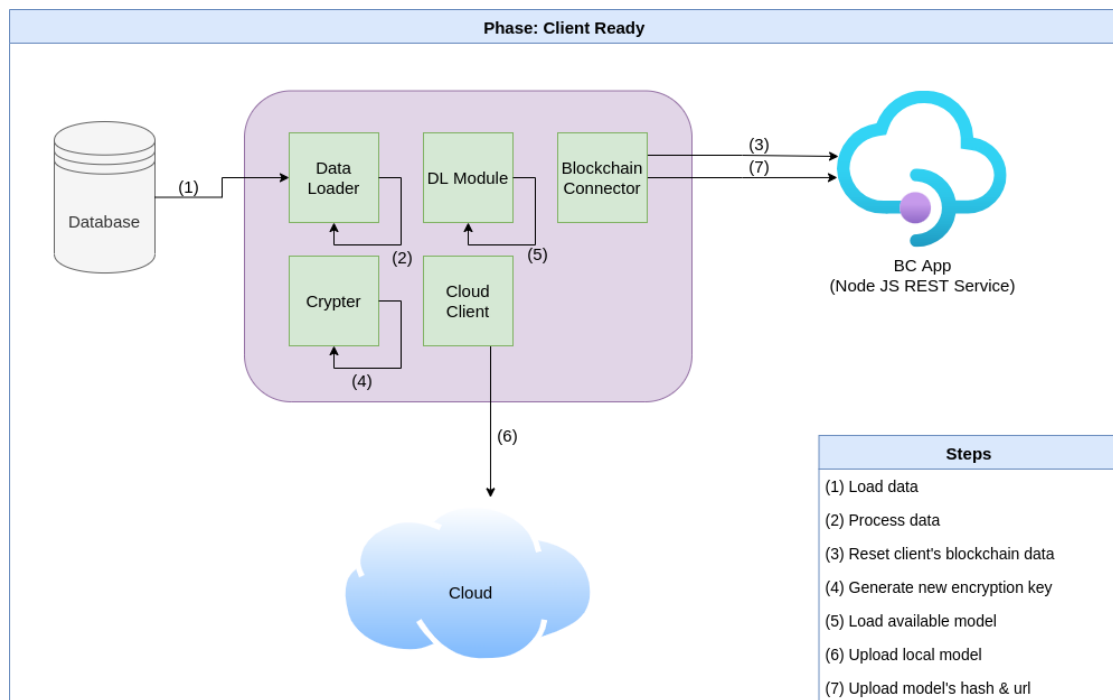 Phase: Client Ready
Database
(1)
Data
Loader
(2)
DL Module
(5)
Blockchain
Connector
(3)
(7)
BC App
(Node JS REST Service)
Crypter
(4)
Cloud
Client
(6)
Cloud
Steps
(1) Load data
(2) Process data
(3) Reset client's blockchain data
(4) Generate new encryption key
(5) Load available model
(6) Upload local model
(7) Upload model's hash & url